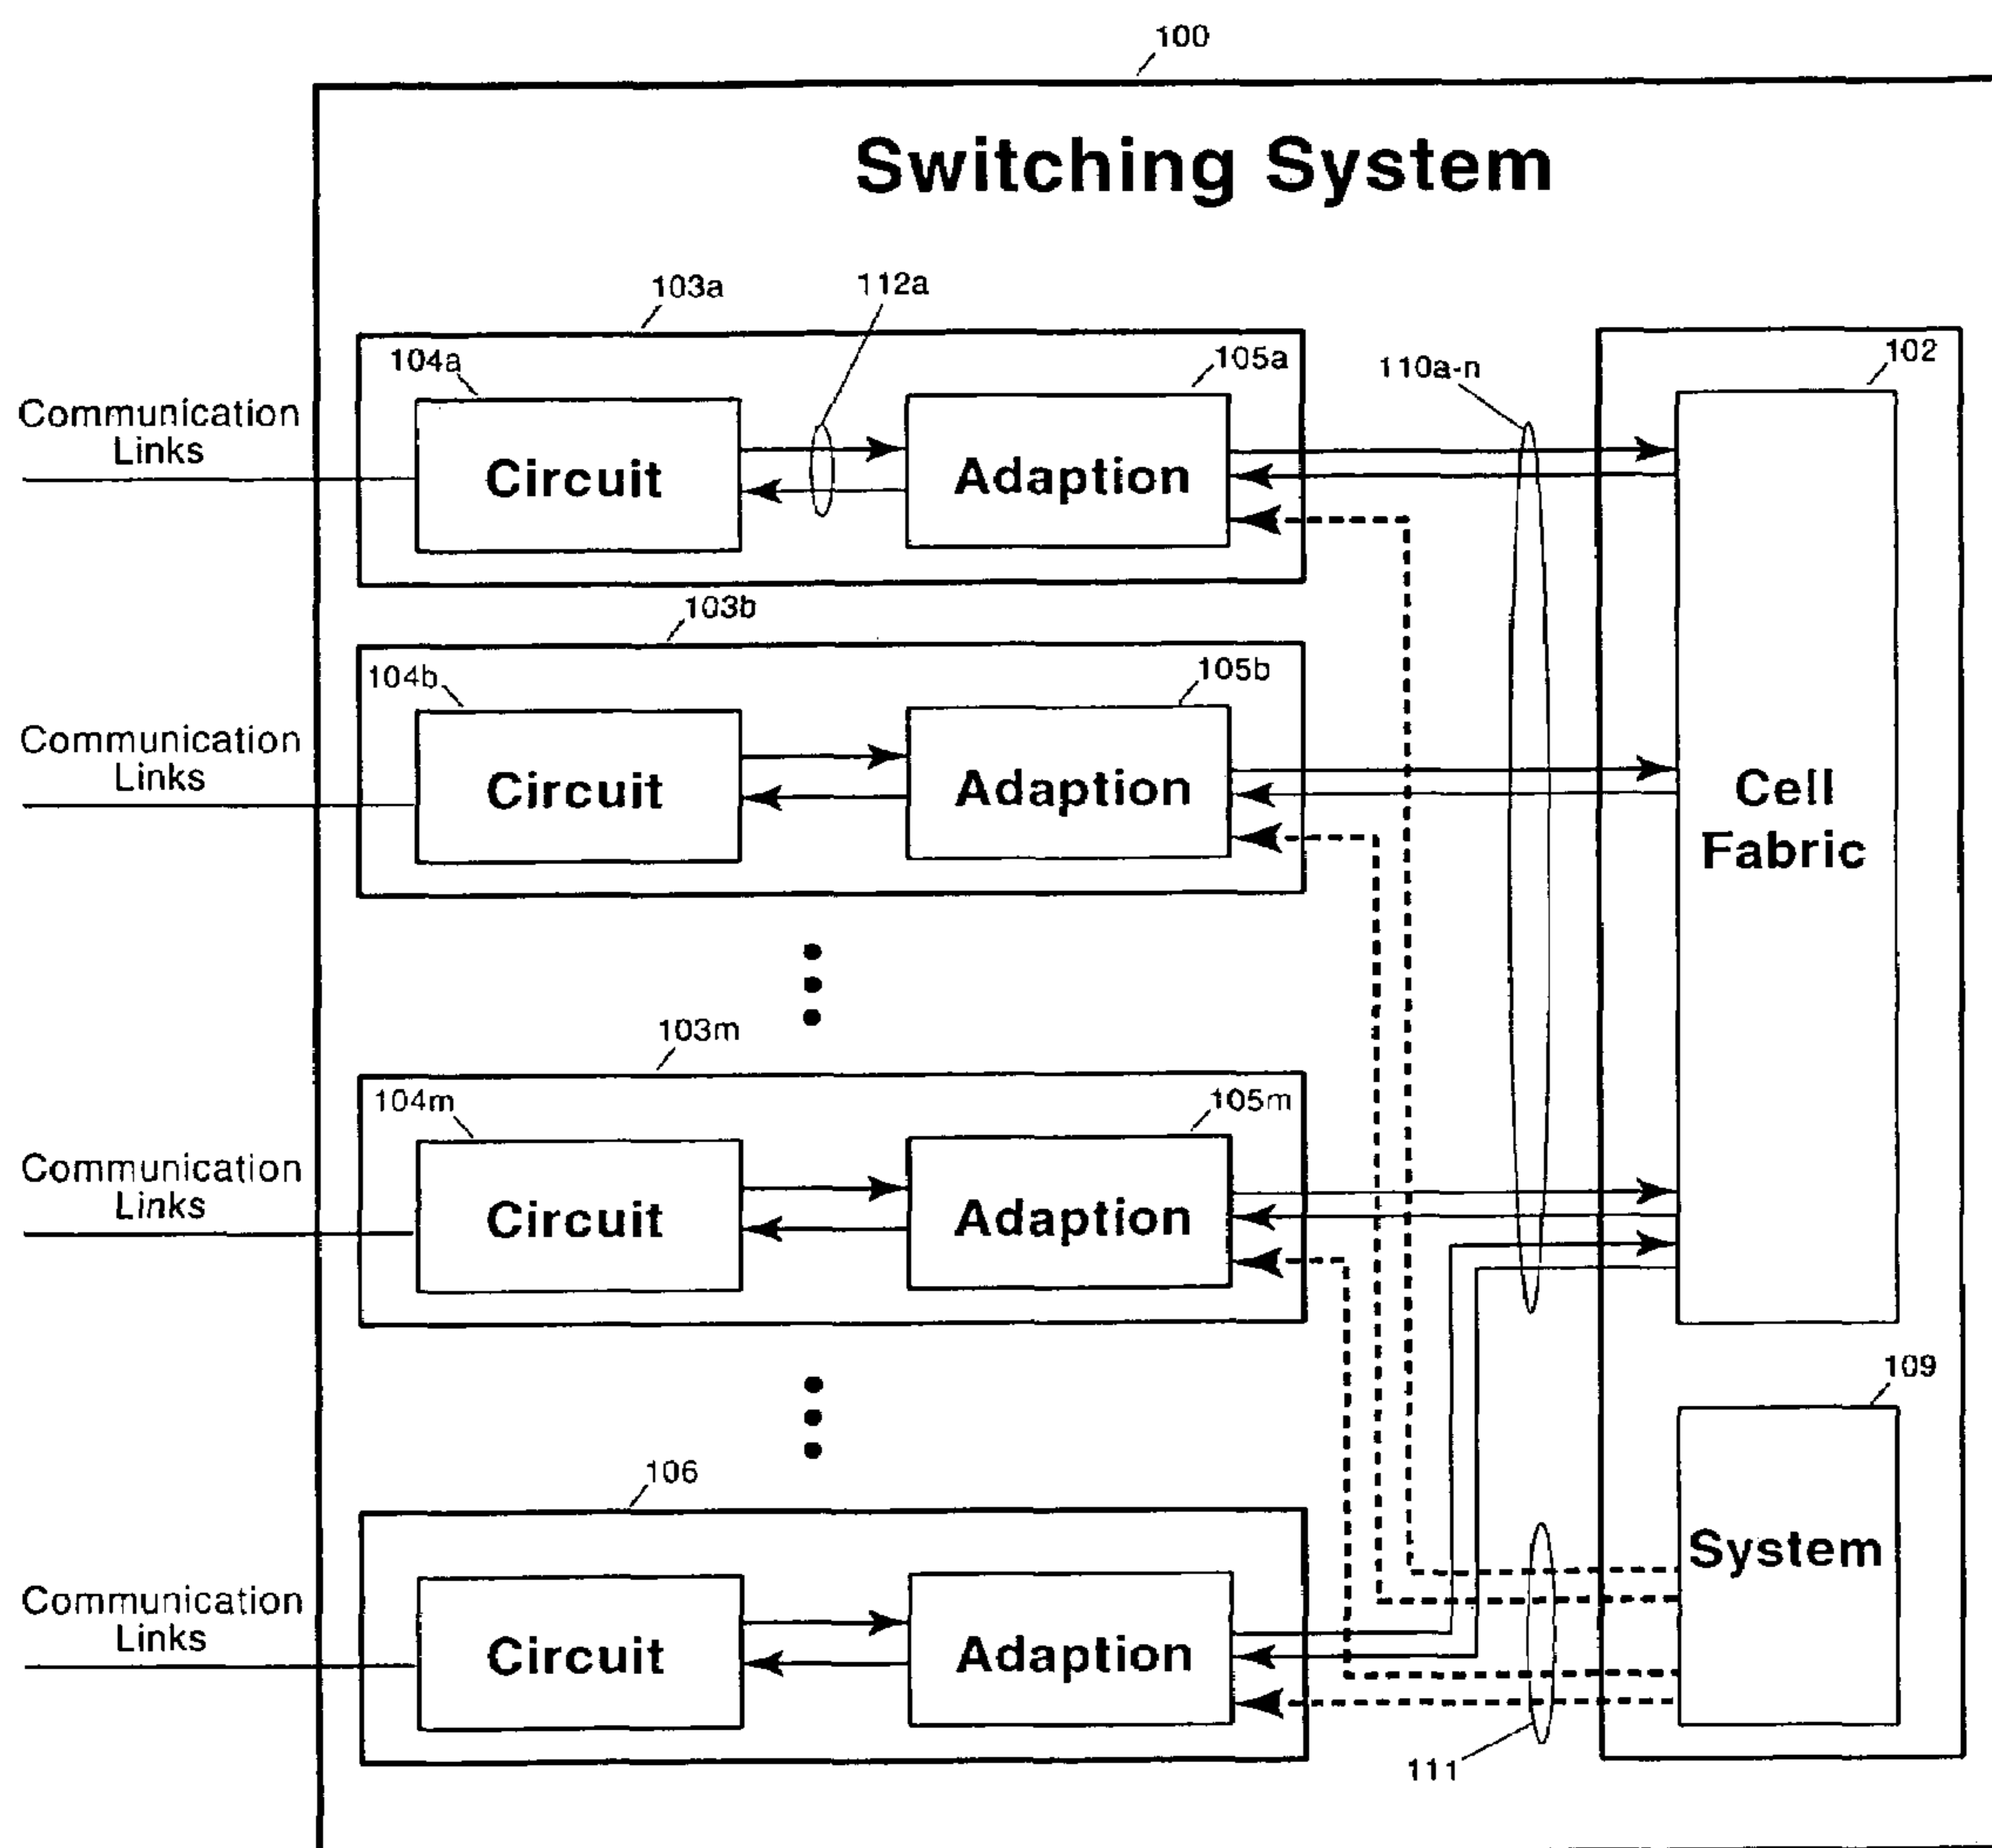 100
Switching System
103a
112a
104a
105a
110a-n
102
Communication
Links
Circuit
Adaption
103b
104b
105b
Communication
Links
Circuit
Adaption
Cell
Fabric
103m
104m
105m
Communication
Links
Circuit
Adaption
109
106
System
Communication
Links
Circuit
Adaption
111